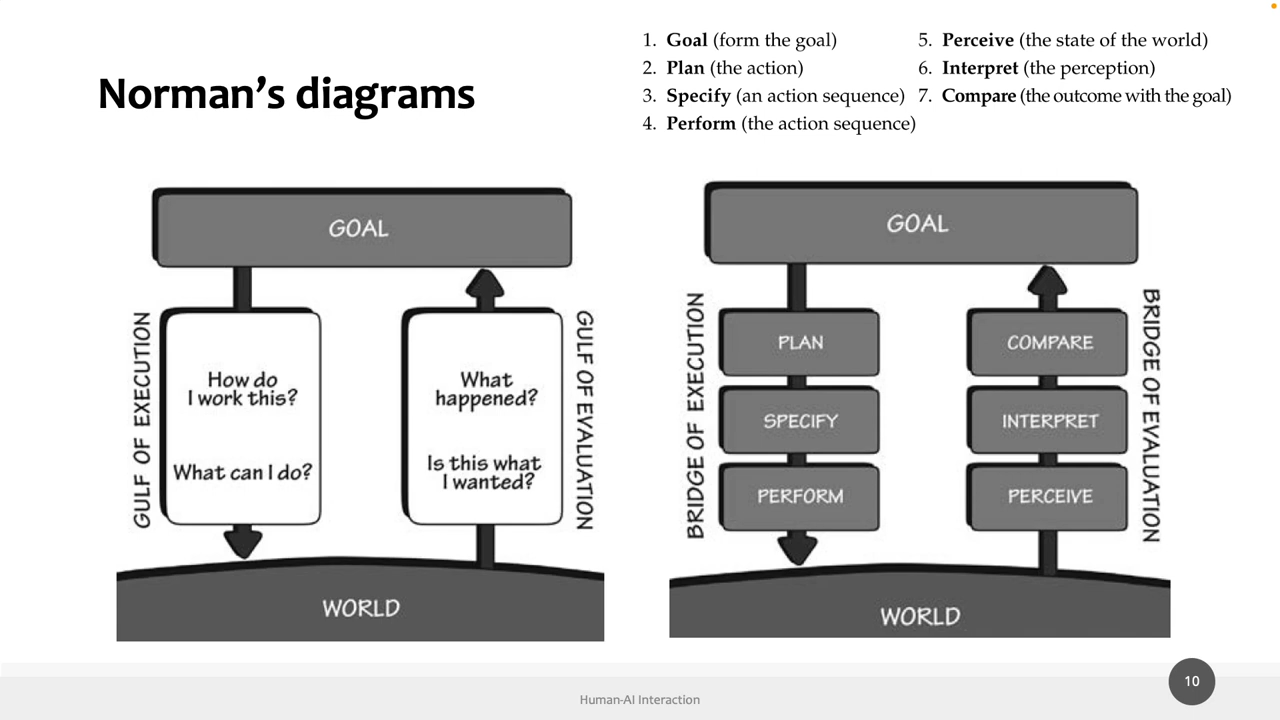 Norman’s diagrams
1. Goal (form the goal)
2. Plan (the action)
3. Specify (an action sequence)
4. Perform (the action sequence)
5. Perceive (the state of the world)
6. Interpret (the perception)
7. Compare (the outcome with the goal)
GOAL
GULF OF EXECUTION
How do
I work this?
What can I do?
What
happened?
Is this what
I wanted?
GULF OF EVALUATION
WORLD
GOAL
BRIDGE OF EXECUTION
PLAN
SPECIFY
PERFORM
COMPARE
INTERPRET
PERCEIVE
BRIDGE OF EVALUATION
WORLD
Human-AI Interaction
10